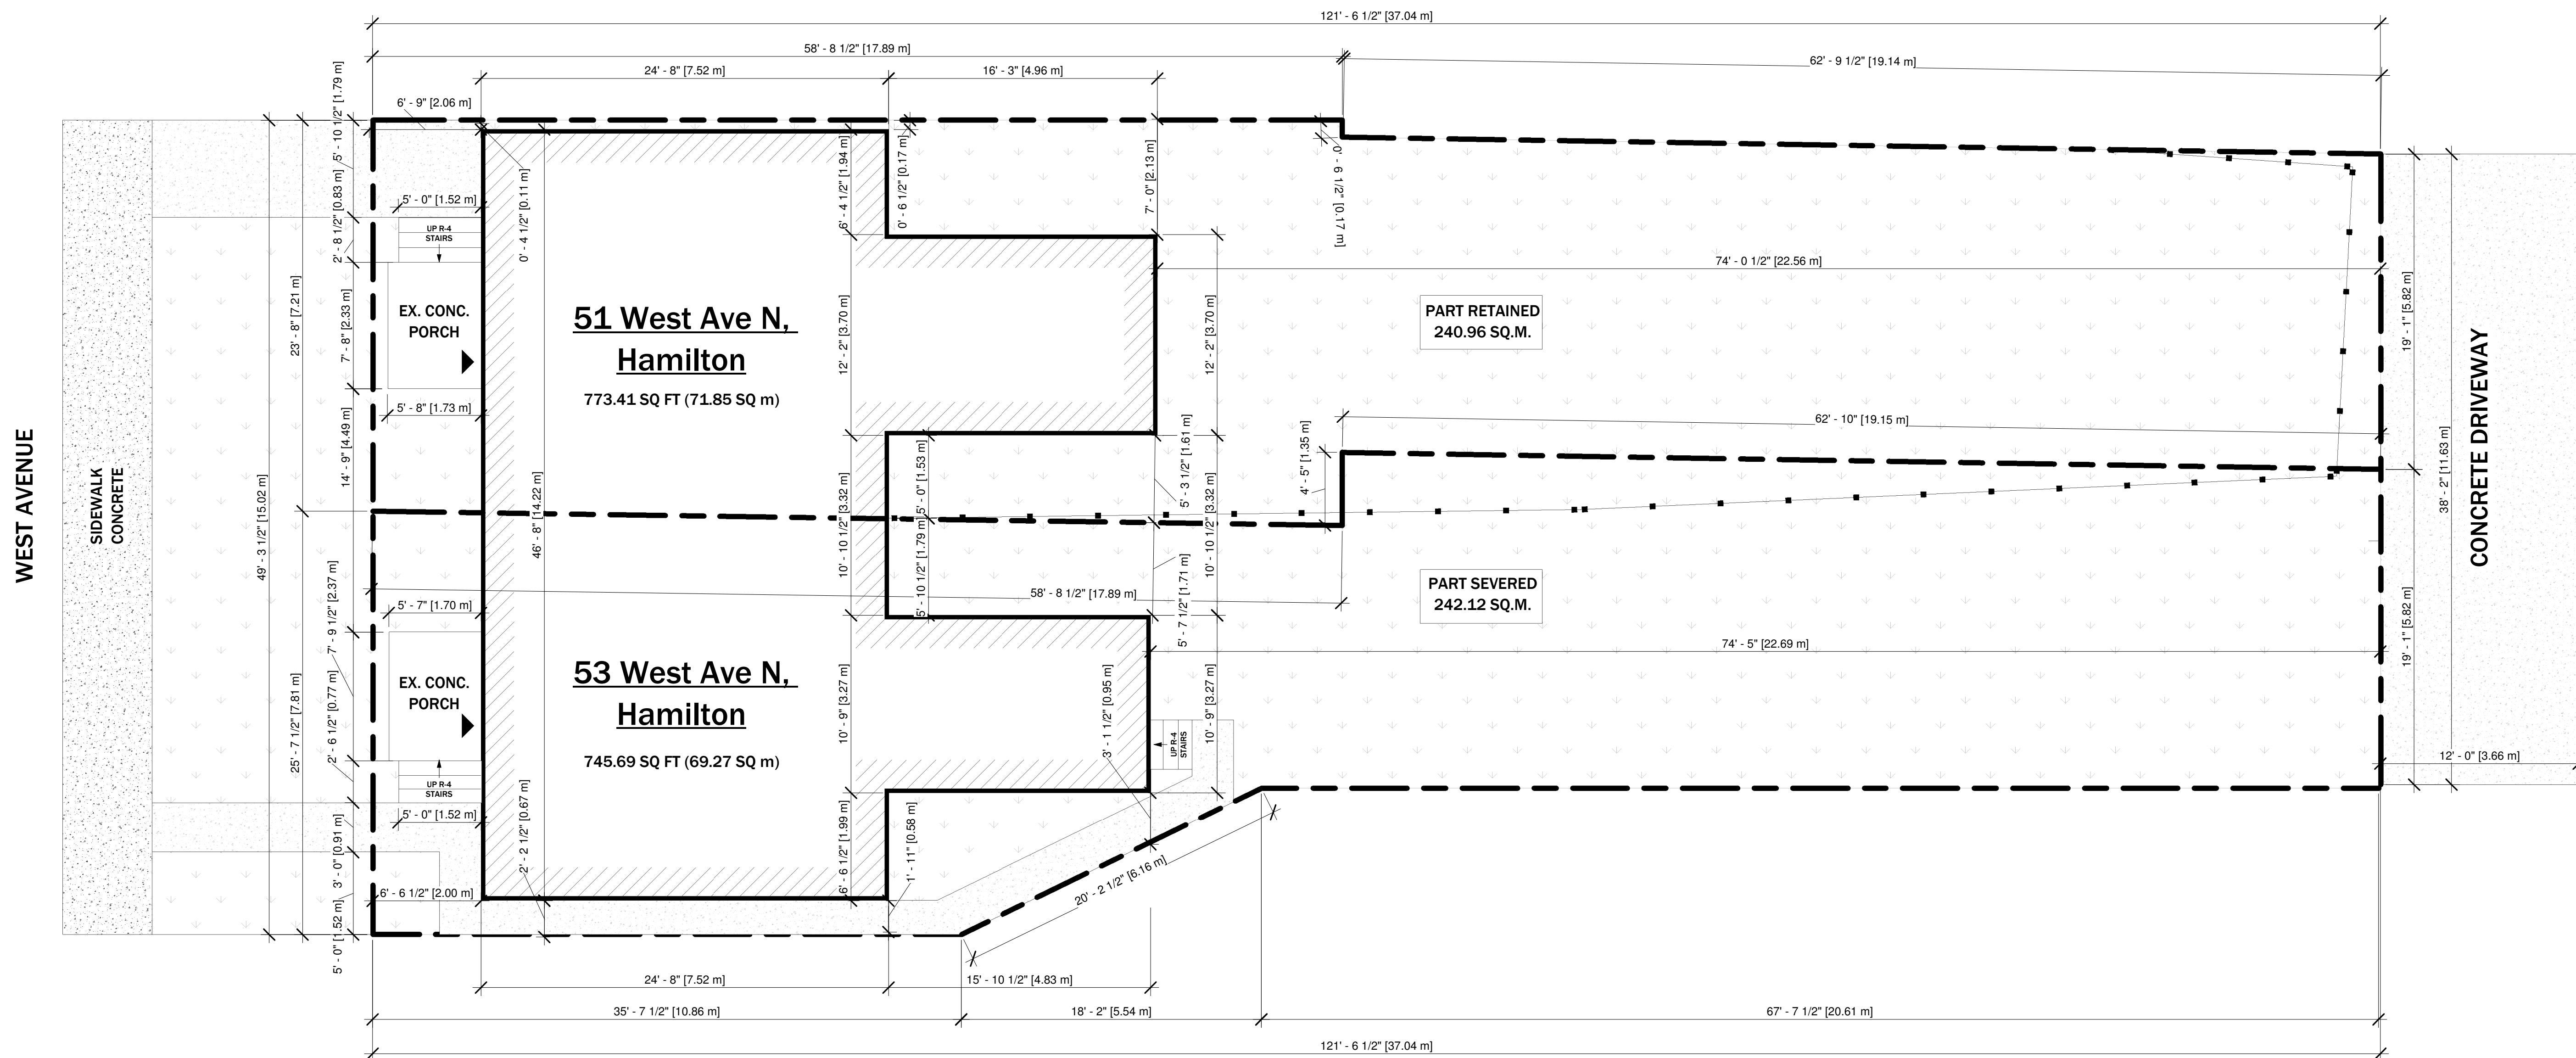 121' - 6 1/2" [37.04 m]
58' - 8 1/2" [17.89 m]
62' - 9 1/2" [19.14 m]
24' - 8" [7.52 m]
16' - 3" [4.96 m]
6' - 9" [2.06 m]
5' - 10 1/2" [1.79 m]
2' - 8 1/2" [0.83 m]
7' - 8" [2.33 m]
14' - 9" [4.49 m]
23' - 8" [7.21 m]
49' - 3 1/2" [15.02 m]
25' - 7 1/2" [7.81 m]
7' - 9 1/2" [2.37 m]
2' - 6 1/2" [0.77 m]
3' - 0" [0.91 m]
5' - 0" [1.52 m]
WEST AVENUE
SIDEWALK
CONCRETE
5' - 0" [1.52 m]
UP R-4
STAIRS
EX. CONC.
PORCH
5' - 8" [1.73 m]
5' - 7" [1.70 m]
EX. CONC.
PORCH
UP R-4
STAIRS
5' - 0" [1.52 m]
6' - 6 1/2" [2.00 m]
0' - 4 1/2" [0.11 m]
46' - 8" [14.22 m]
2' - 2 1/2" [0.67 m]
51 West Ave N,
Hamilton
773.41 SQ FT (71.85 SQ m)
53 West Ave N,
Hamilton
745.69 SQ FT (69.27 SQ m)
6' - 4 1/2" [1.94 m]
0' - 6 1/2" [0.17 m]
12' - 2" [3.70 m]
10' - 10 1/2" [3.32 m]
10' - 9" [3.27 m]
6' - 6 1/2" [1.99 m]
1' - 11" [0.58 m]
5' - 0" [1.53 m]
5' - 10 1/2" [1.79 m]
7' - 0" [2.13 m]
12' - 2" [3.70 m]
5' - 3 1/2" [1.61 m]
10' - 10 1/2" [3.32 m]
5' - 7 1/2" [1.71 m]
10' - 9" [3.27 m]
3' - 1 1/2" [0.95 m]
UP R-4
STAIRS
0' - 6 1/2" [0.17 m]
4' - 5" [1.35 m]
58' - 8 1/2" [17.89 m]
74' - 0 1/2" [22.56 m]
PART RETAINED
240.96 SQ.M.
62' - 10" [19.15 m]
PART SEVERED
242.12 SQ.M.
74' - 5" [22.69 m]
19' - 1" [5.82 m]
38' - 2" [11.63 m]
19' - 1" [5.82 m]
CONCRETE DRIVEWAY
12' - 0" [3.66 m]
20' - 2 1/2" [6.16 m]
24' - 8" [7.52 m]
15' - 10 1/2" [4.83 m]
35' - 7 1/2" [10.86 m]
18' - 2" [5.54 m]
67' - 7 1/2" [20.61 m]
121' - 6 1/2" [37.04 m]